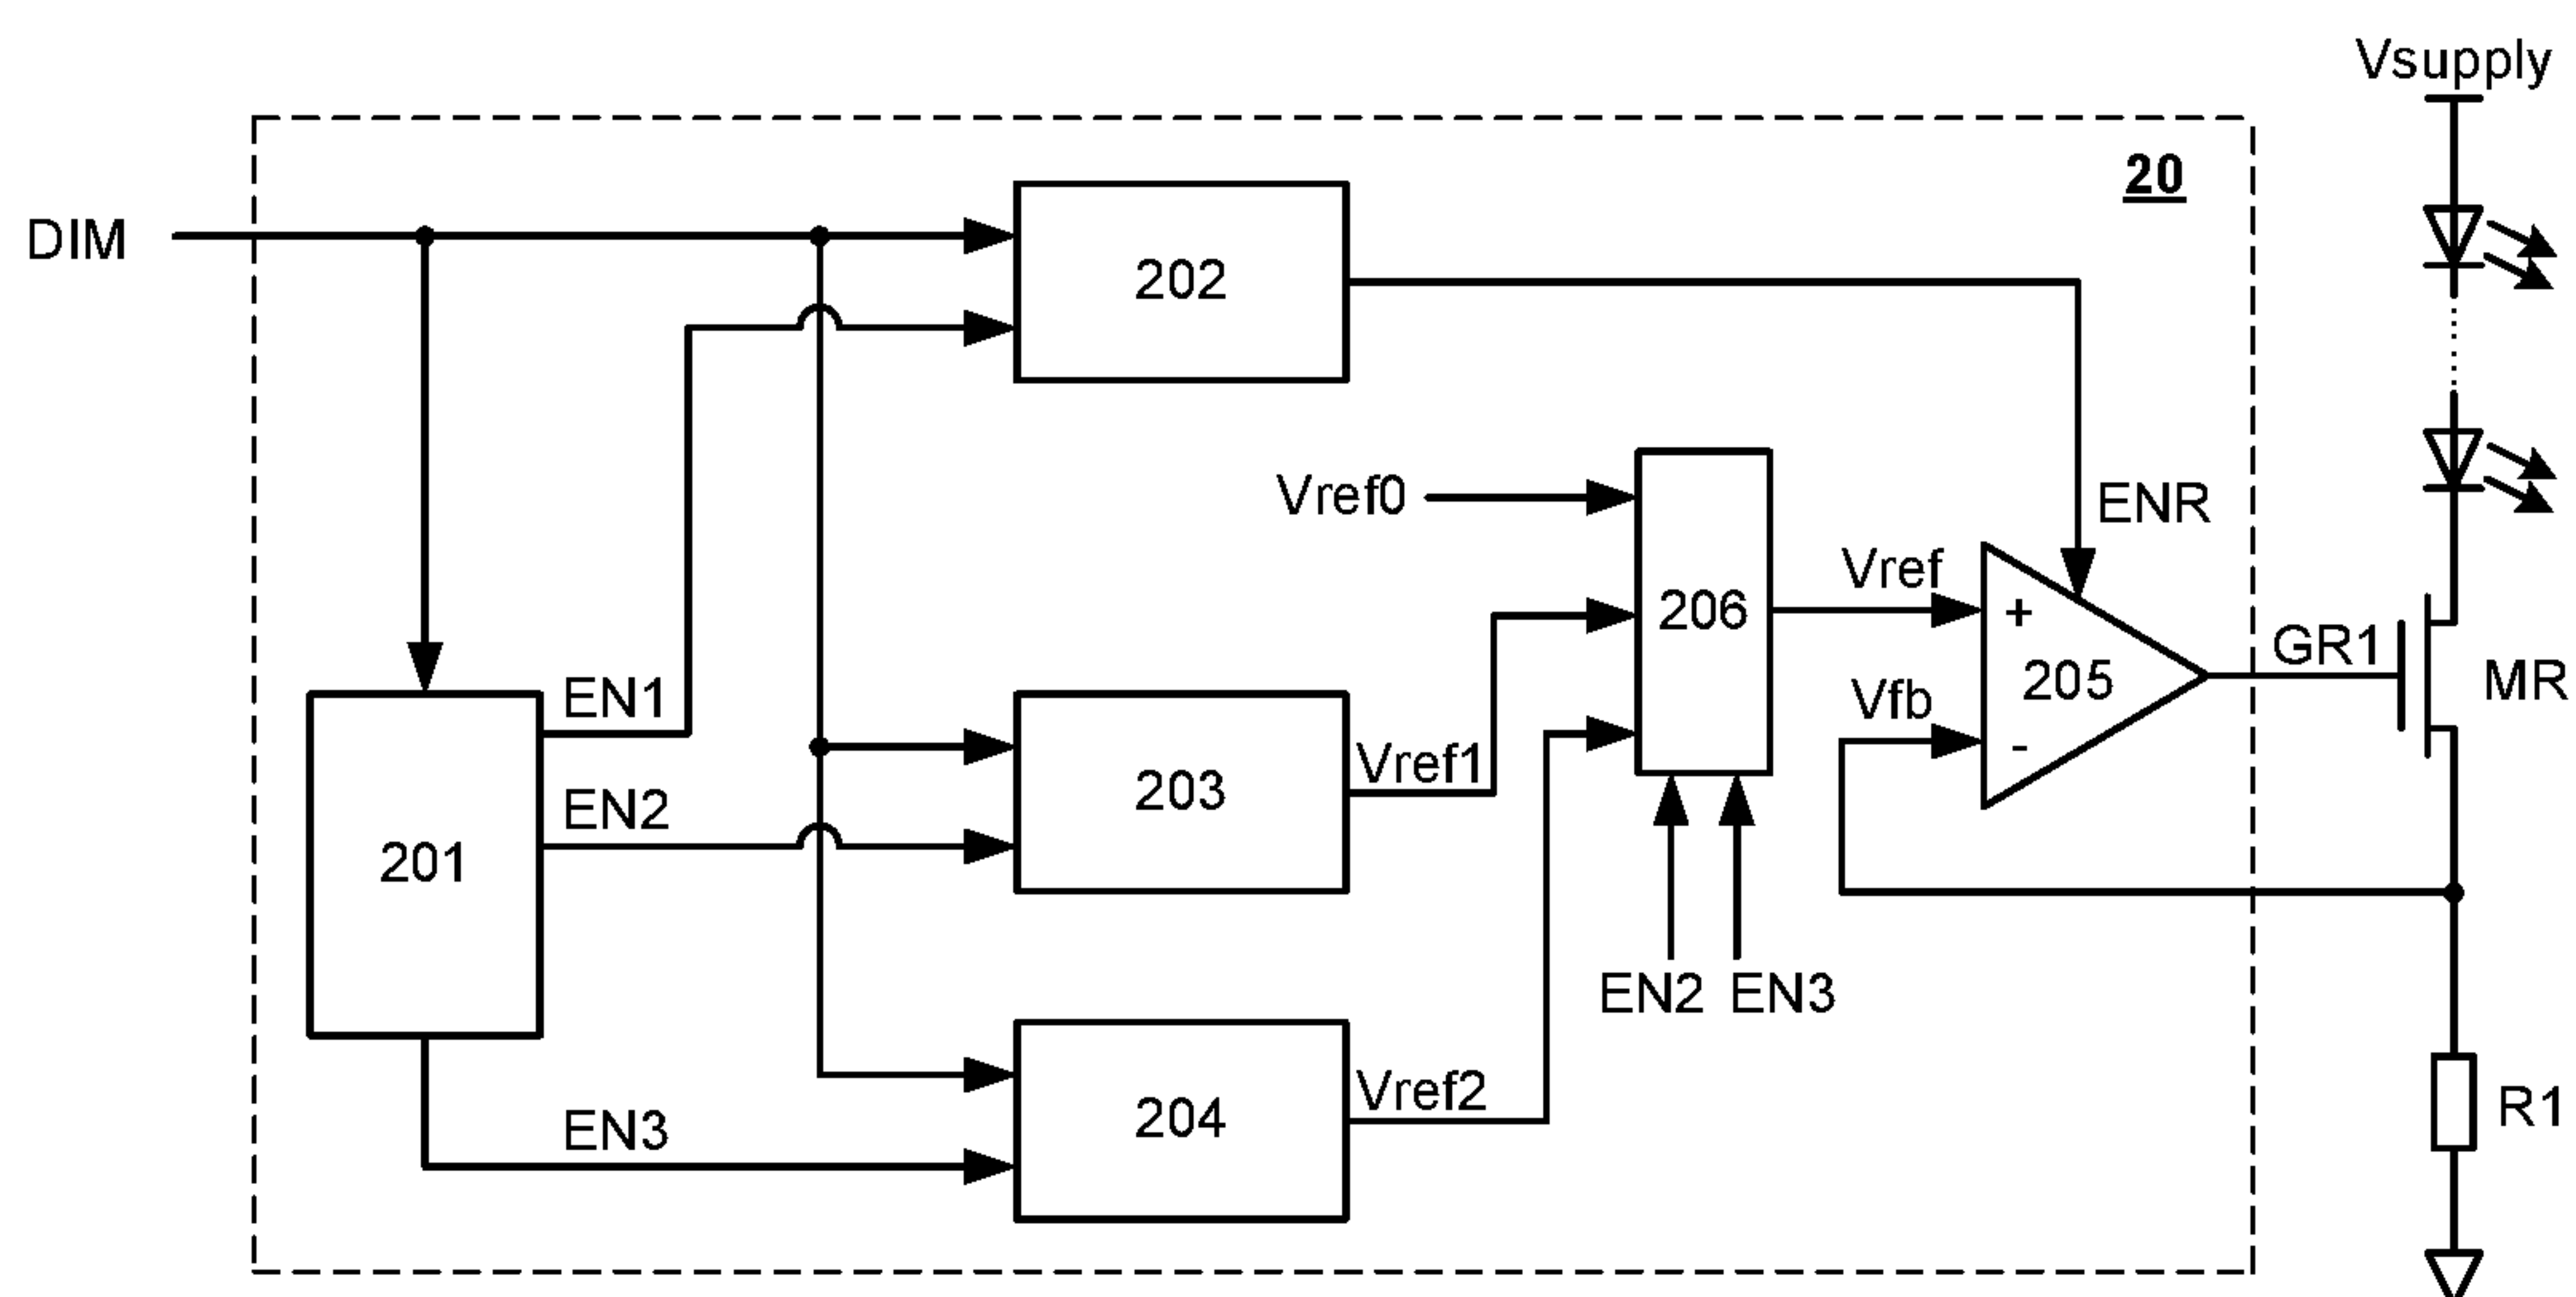 Vsupply
20
DIM
202
Vref0
ENR
Vref
206
+
GR1
205
MR
EN1
Vfb
-
Vref1
203
EN2
201
EN2 EN3
Vref2
204
EN3
R1